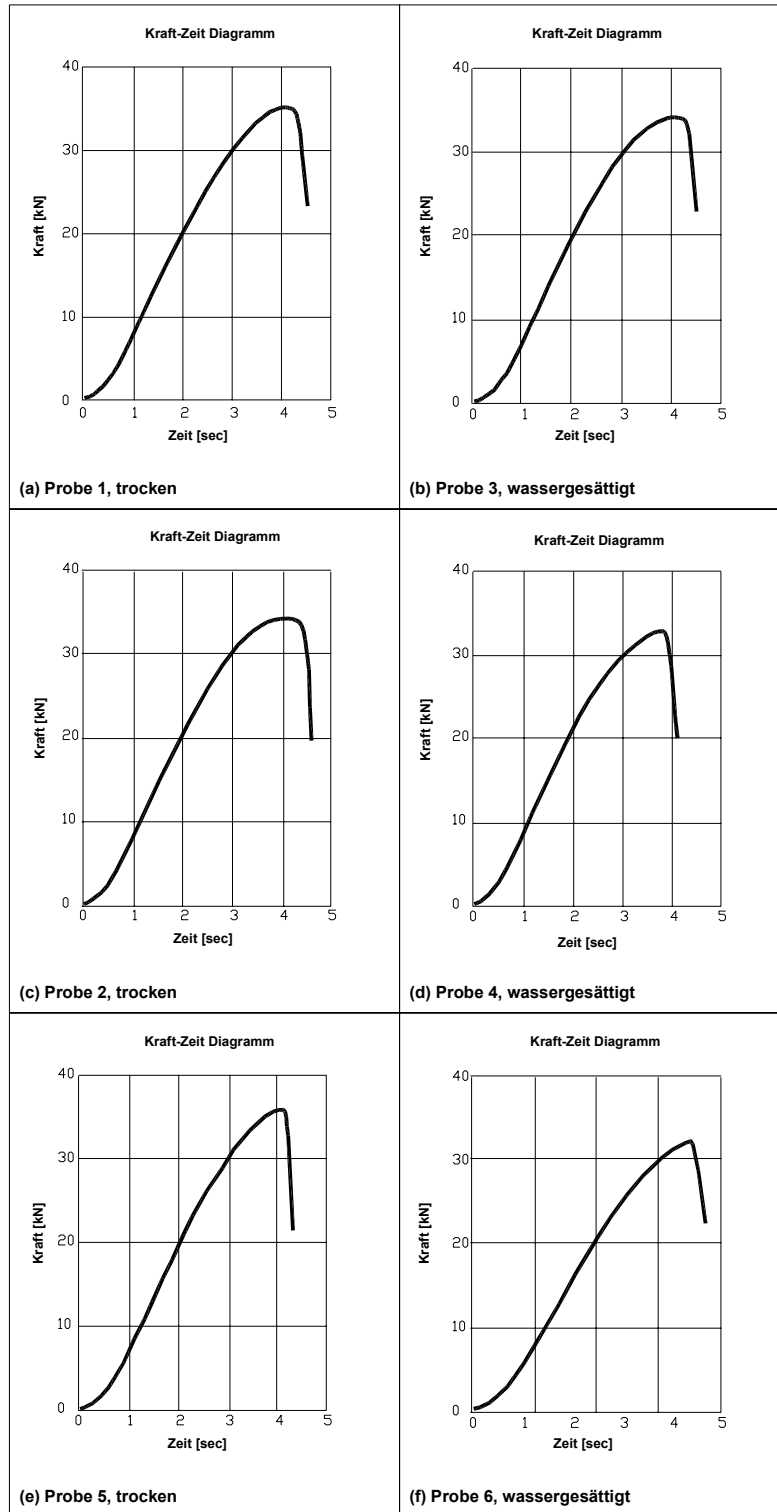 Kraft-Zeit Diagramm
40
30
20
10
0
Kraft [kN]
0 1 2 3 4 5
Zeit [sec]
(a) Probe 1, trocken
Kraft-Zeit Diagramm
40
30
20
10
0
Kraft [kN]
0 1 2 3 4 5
Zeit [sec]
(b) Probe 3, wassergesättigt
Kraft-Zeit Diagramm
40
30
20
10
0
Kraft [kN]
0 1 2 3 4 5
Zeit [sec]
(c) Probe 2, trocken
Kraft-Zeit Diagramm
40
30
20
10
0
Kraft [kN]
0 1 2 3 4 5
Zeit [sec]
(d) Probe 4, wassergesättigt
Kraft-Zeit Diagramm
40
30
20
10
0
Kraft [kN]
0 1 2 3 4 5
Zeit [sec]
(e) Probe 5, trocken
Kraft-Zeit Diagramm
40
30
20
10
0
Kraft [kN]
0 1 2 3 4 5
Zeit [sec]
(f) Probe 6, wassergesättigt